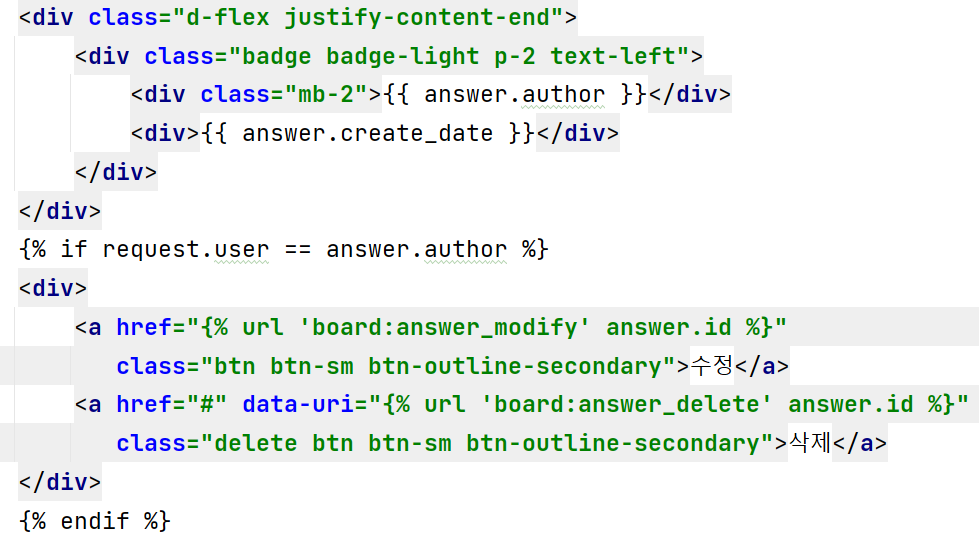 <div class="d-flex justify-content-end">
    <div class="badge badge-light p-2 text-left">
        <div class="mb-2">{{ answer.author }}</div>
        <div>{{ answer.create_date }}</div>
    </div>
</div>
{% if request.user == answer.author %}
<div>
    <a href="{% url 'board:answer_modify' answer.id %}"
       class="btn btn-sm btn-outline-secondary">수정</a>
    <a href="#" data-uri="{% url 'board:answer_delete' answer.id %}"
       class="delete btn btn-sm btn-outline-secondary">삭제</a>
</div>
{% endif %}